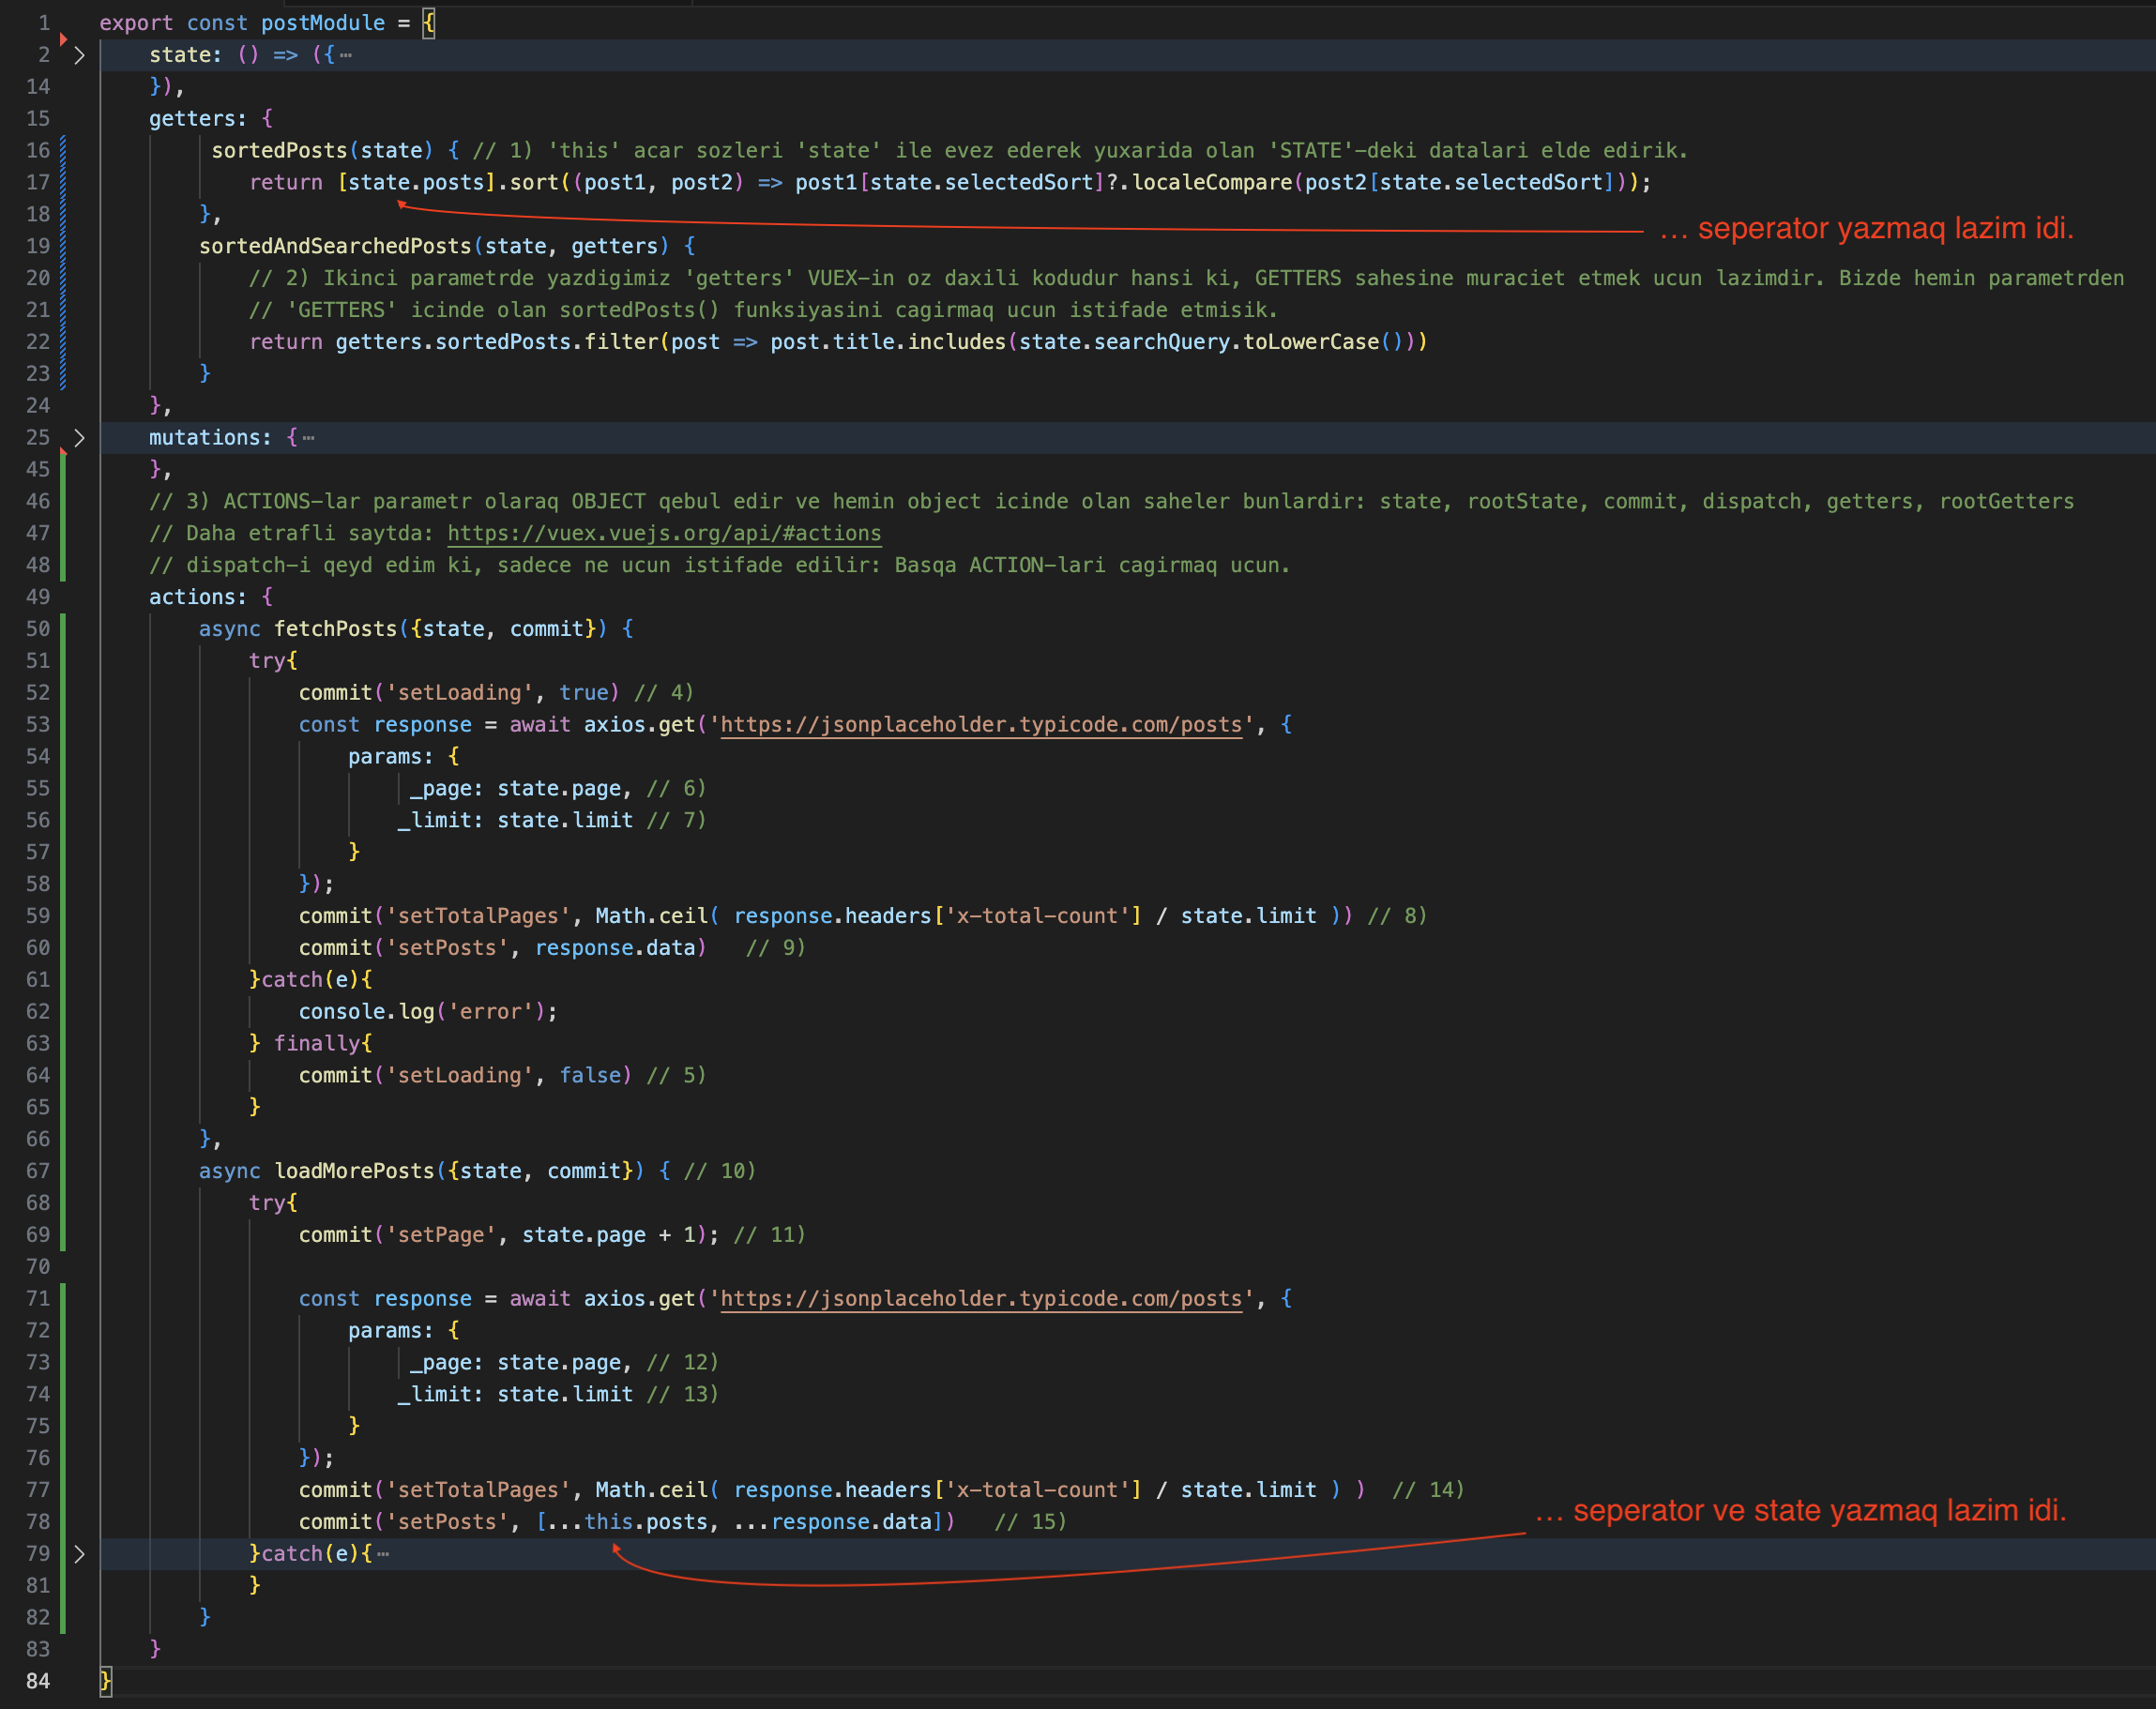 1 export const postModule = {
2 state: () => ({ …
14 }),
15 getters: {
16 sortedPosts(state) { // 1) 'this' acar sozleri 'state' ile evez ederek yuxarida olan 'STATE'-deki datalari elde edirik.
17 return [state.posts].sort((post1, post2) => post1[state.selectedSort]?.localeCompare(post2[state.selectedSort]));
18 },
… seperator yazmaq lazim idi.
19 sortedAndSearchedPosts(state, getters) {
20 // 2) Ikinci parametrde yazdigimiz 'getters' VUEX-in oz daxili kodudur hansi ki, GETTERS sahesine muraciet etmek ucun lazimdir. Bizde hemin parametrden
21 // 'GETTERS' icinde olan sortedPosts() funksiyasini cagirmaq ucun istifade etmisik.
22 return getters.sortedPosts.filter(post => post.title.includes(state.searchQuery.toLowerCase()))
23 }
24 },
25 mutations: { …
45 },
46 // 3) ACTIONS-lar parametr olaraq OBJECT qebul edir ve hemin object icinde olan saheler bunlardir: state, rootState, commit, dispatch, getters, rootGetters
47 // Daha etrafli saytda: https://vuex.vuejs.org/api/#actions
48 // dispatch-i qeyd edim ki, sadece ne ucun istifade edilir: Basqa ACTION-lari cagirmaq ucun.
49 actions: {
50 async fetchPosts({state, commit}) {
51 try{
52 commit('setLoading', true) // 4)
53 const response = await axios.get('https://jsonplaceholder.typicode.com/posts', {
54 params: {
55 _page: state.page, // 6)
56 _limit: state.limit // 7)
57 }
58 });
59 commit('setTotalPages', Math.ceil( response.headers['x-total-count'] / state.limit )) // 8)
60 commit('setPosts', response.data) // 9)
61 }catch(e){
62 console.log('error');
63 } finally{
64 commit('setLoading', false) // 5)
65 }
66 },
67 async loadMorePosts({state, commit}) { // 10)
68 try{
69 commit('setPage', state.page + 1); // 11)
70
71 const response = await axios.get('https://jsonplaceholder.typicode.com/posts', {
72 params: {
73 _page: state.page, // 12)
74 _limit: state.limit // 13)
75 }
76 });
77 commit('setTotalPages', Math.ceil( response.headers['x-total-count'] / state.limit ) ) // 14)
… seperator ve state yazmaq lazim idi.
78 commit('setPosts', [...this.posts, ...response.data]) // 15)
79 }catch(e){ …
81 }
82 }
83 }
84 }